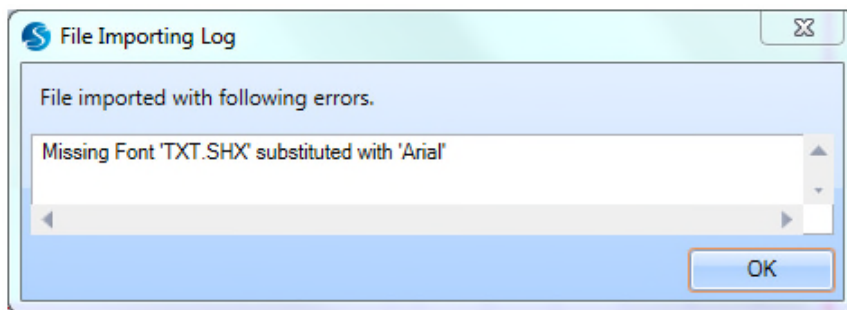 File Importing Log
File imported with following errors.
Missing Font 'TXT.SHX' substituted with 'Arial'
OK